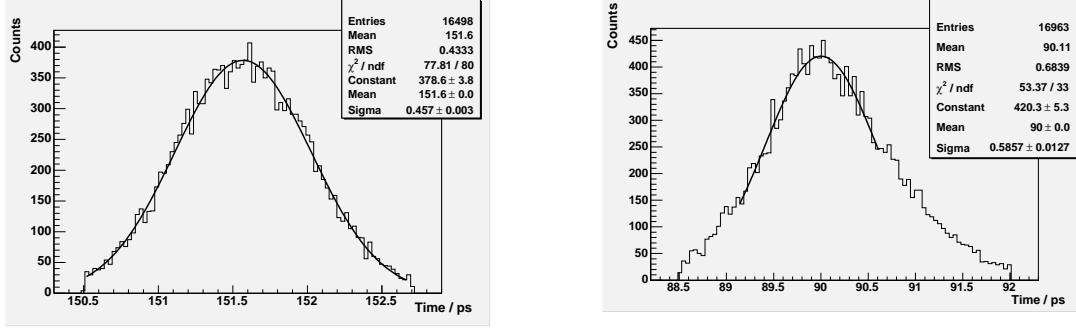 Counts
Entries 16498
Mean 151.6
RMS 0.4333
χ² / ndf 77.81 / 80
Constant 378.6 ± 3.8
Mean 151.6 ± 0.0
Sigma 0.457 ± 0.003
400
350
300
250
200
150
100
50
0
150.5 151 151.5 152 152.5
Time / ps
Counts
Entries 16963
Mean 90.11
RMS 0.6839
χ² / ndf 53.37 / 33
Constant 420.3 ± 5.3
Mean 90 ± 0.0
Sigma 0.5857 ± 0.0127
450
400
350
300
250
200
150
100
50
0
88.5 89 89.5 90 90.5 91 91.5 92
Time / ps